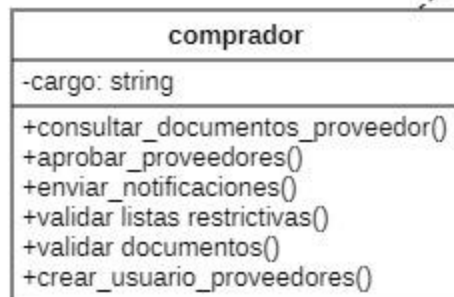 comprador
-cargo: string
+consultar_documentos_proveedor()
+aprobar_proveedores()
+enviar_notificaciones()
+validar listas restrictivas()
+validar documentos()
+crear_usuario_proveedores()